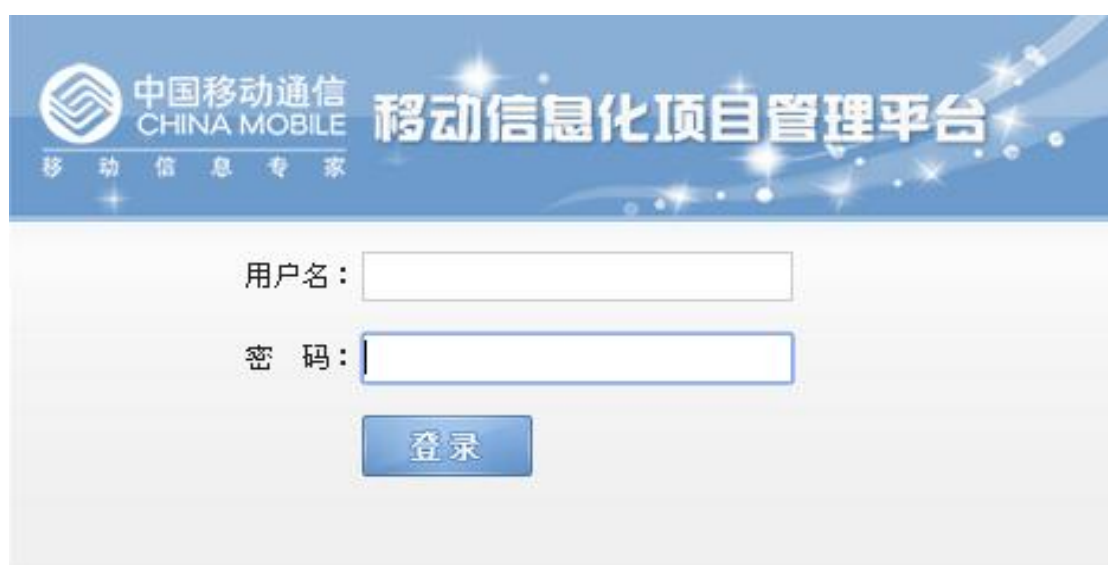 中国移动通信
CHINA MOBILE
移动信息专家
移动信息化项目管理平台
用户名：
密 码：
登录